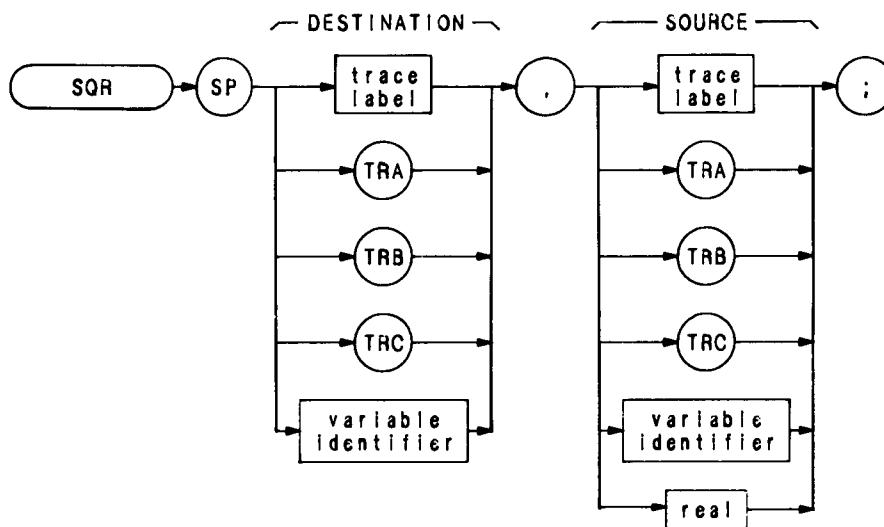 DESTINATION
SOURCE
SQR
SP
trace
label
,
trace
label
;
TRA
TRA
TRB
TRB
TRC
TRC
variable
identifier
variable
identifier
real